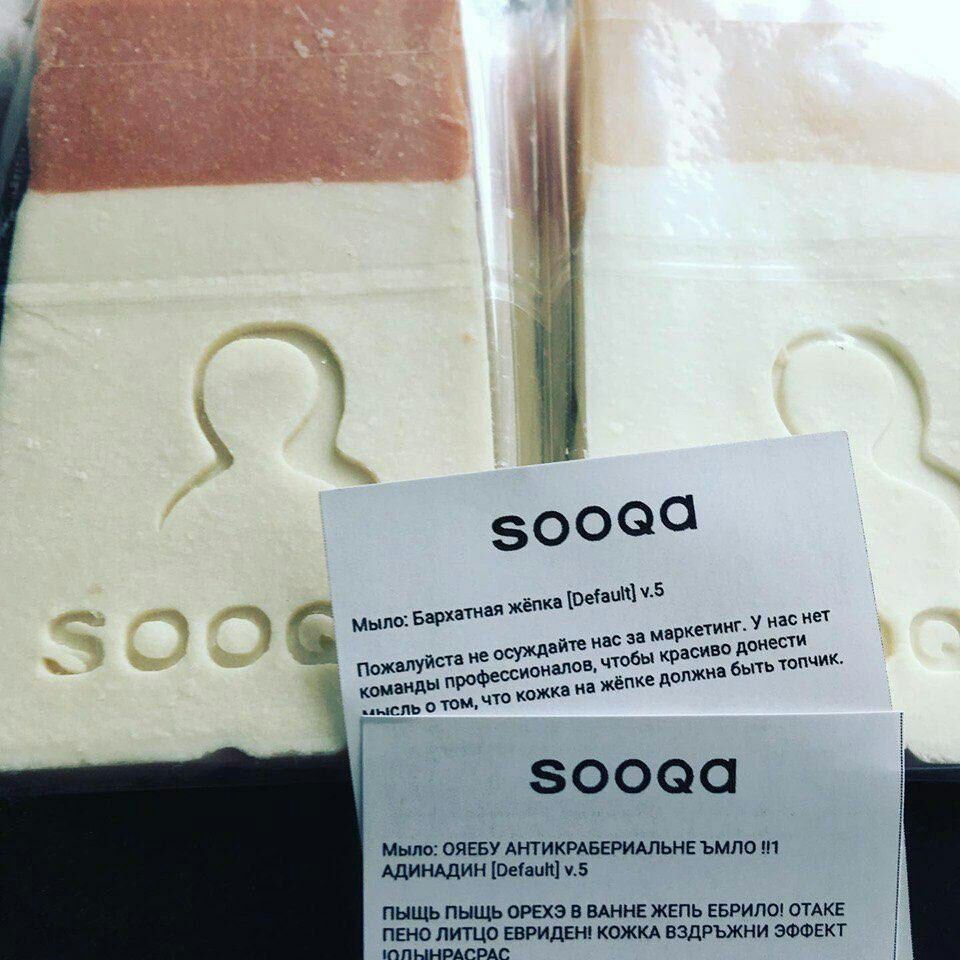 SOOQ
SOOQa
Мыло: Бархатная жёпка [Default] v.5
Пожалуйста не осуждайте нас за маркетинг. У нас нет
команды профессионалов, чтобы красиво донести
мысль о том, что кожка на жёпке должна быть топчик.
SOOQa
Мыло: ОЯЕБУ АНТИКРАБЕРИАЛЬНЕ ЪМЛО !!1
АДИНАДИН [Default] v.5
ПЫЩЬ ПЫЩЬ ОРЕХЭ В ВАННЕ ЖЕПЬ ЕБРИЛО! ОТАКЕ
ПЕНО ЛИТЦО ЕВРИДЕН! КОЖКА ВЗДРЪЖНИ ЭФФЕКТ
!ОДЫНРАСРАС